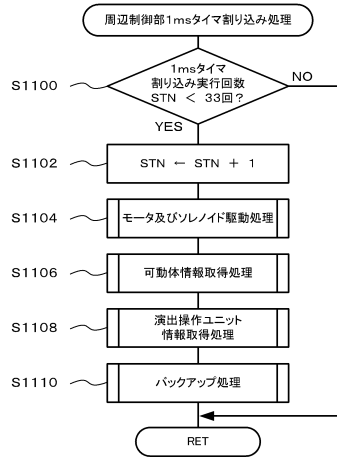 周辺制御部1msタイマ割り込み処理
1msタイマ
割り込み実行回数
STN < 33回?
NO
S1100
YES
S1102
STN ← STN + 1
S1104
モータ及びソレノイド駆動処理
S1106
可動体情報取得処理
S1108
演出操作ユニット
情報取得処理
S1110
バックアップ処理
RET